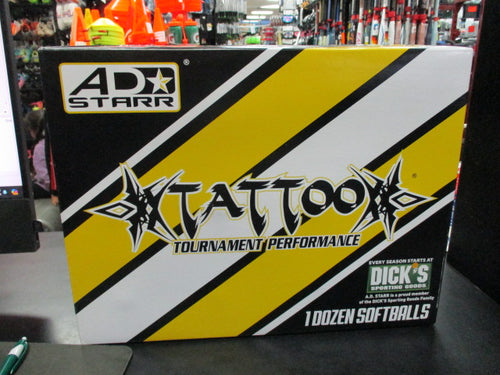 AD STARR
®
TATTOO
®
TOURNAMENT PERFORMANCE
EVERY SEASON STARTS AT
DICK'S
SPORTING GOODS
A.D. STARR is a proud member
of the DICK'S Sporting Goods Family
1 DOZEN SOFTBALLS